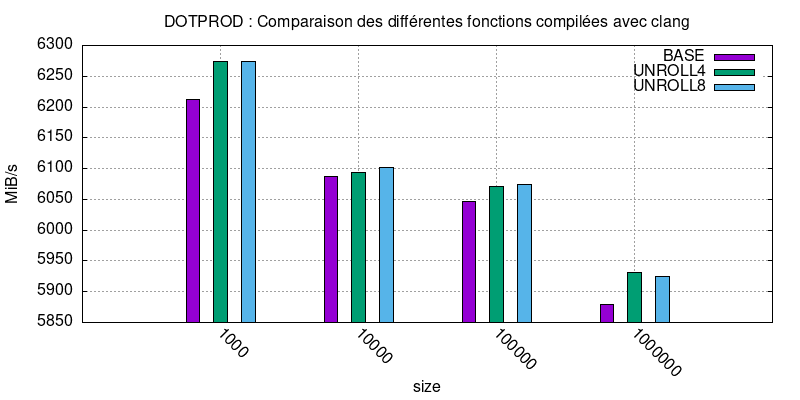 DOTPROD : Comparaison des différentes fonctions compilées avec clang
BASE
UNROLL4
UNROLL8
MiB/s
6300
6250
6200
6150
6100
6050
6000
5950
5900
5850
1000
10000
100000
1000000
size